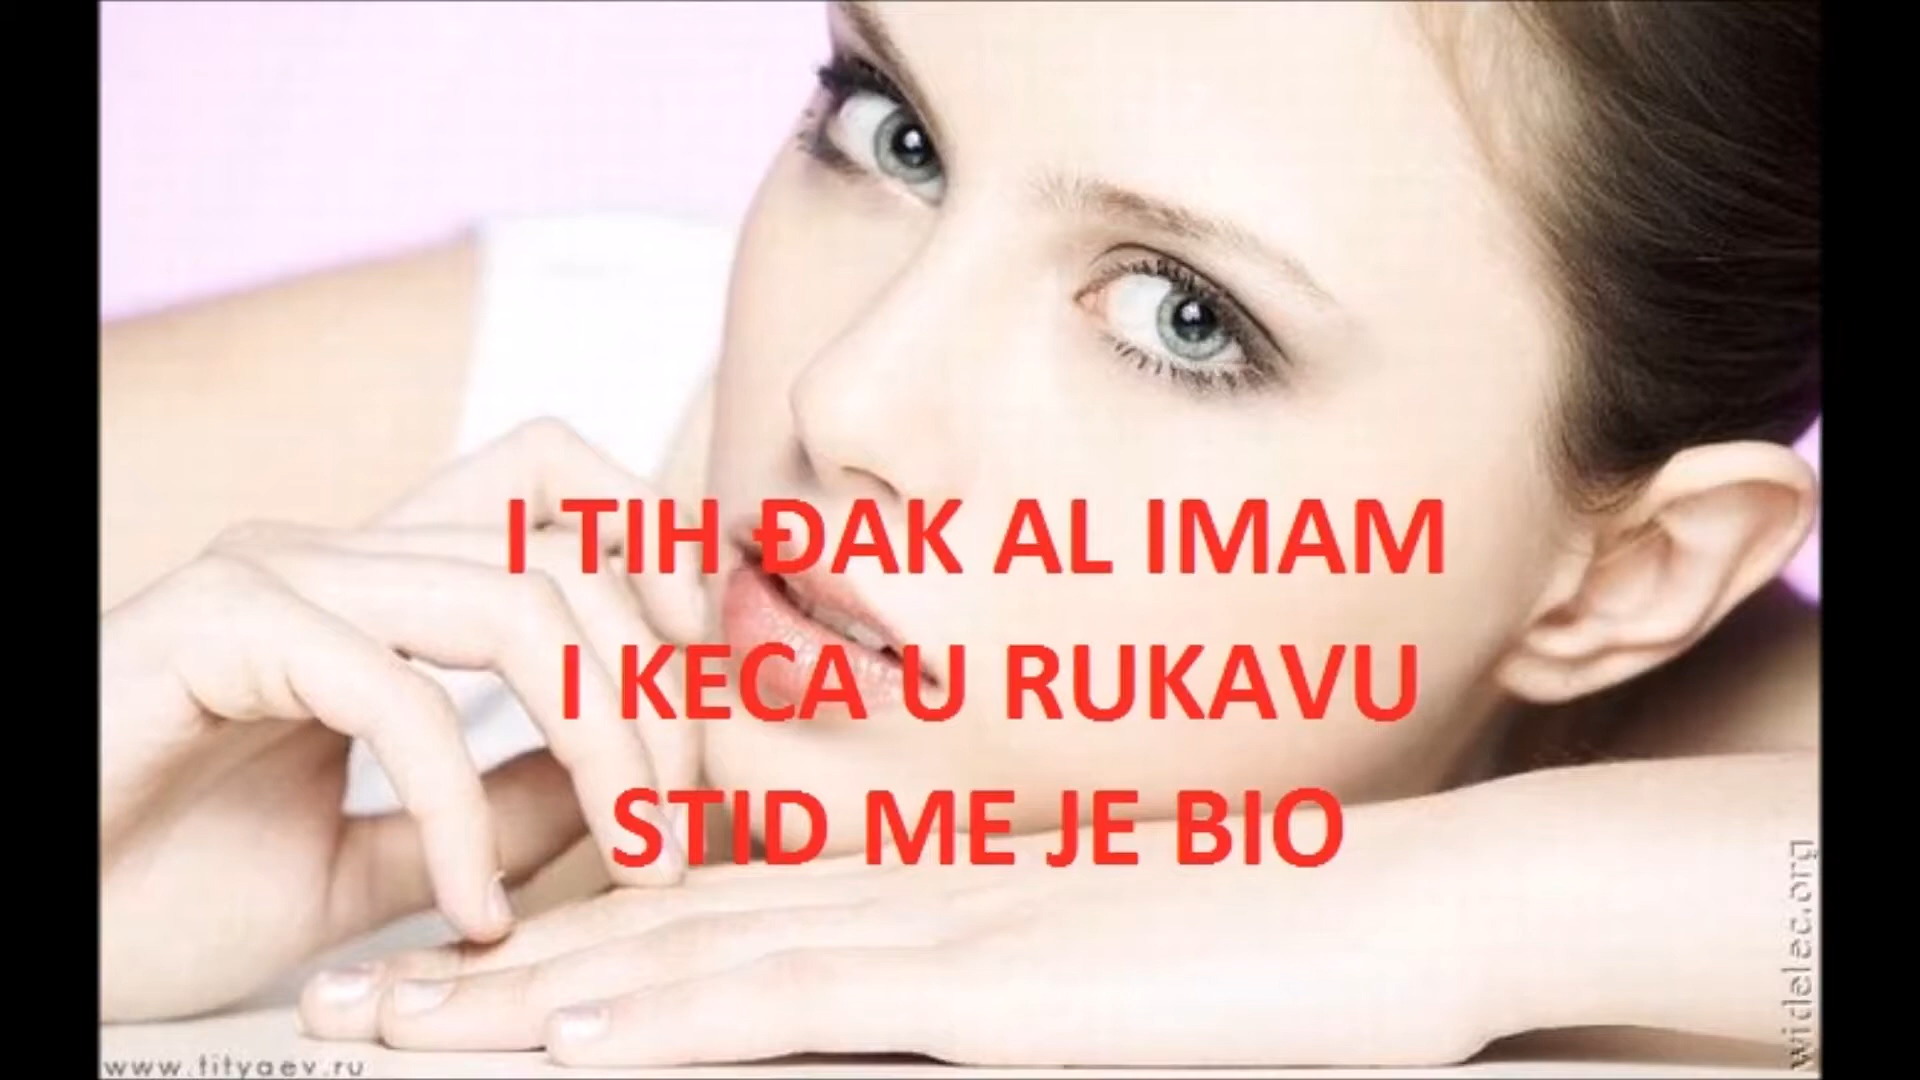 I TIH ĐAK AL IMAM
I KECA U RUKAVU
STID ME JE BIO
www.tityaev.ru
widelec.org